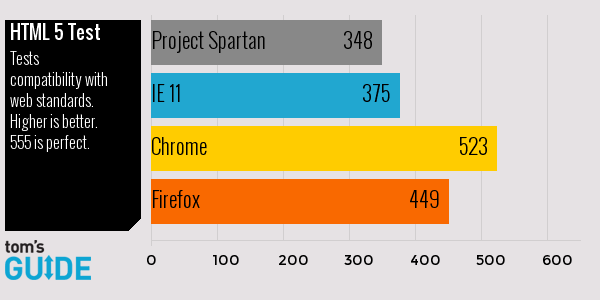 HTML 5 Test
Tests
compatibility with
web standards.
Higher is better.
555 is perfect.
Project Spartan 348
IE 11 375
Chrome 523
Firefox 449
0 100 200 300 400 500 600
tom's
GUIDE